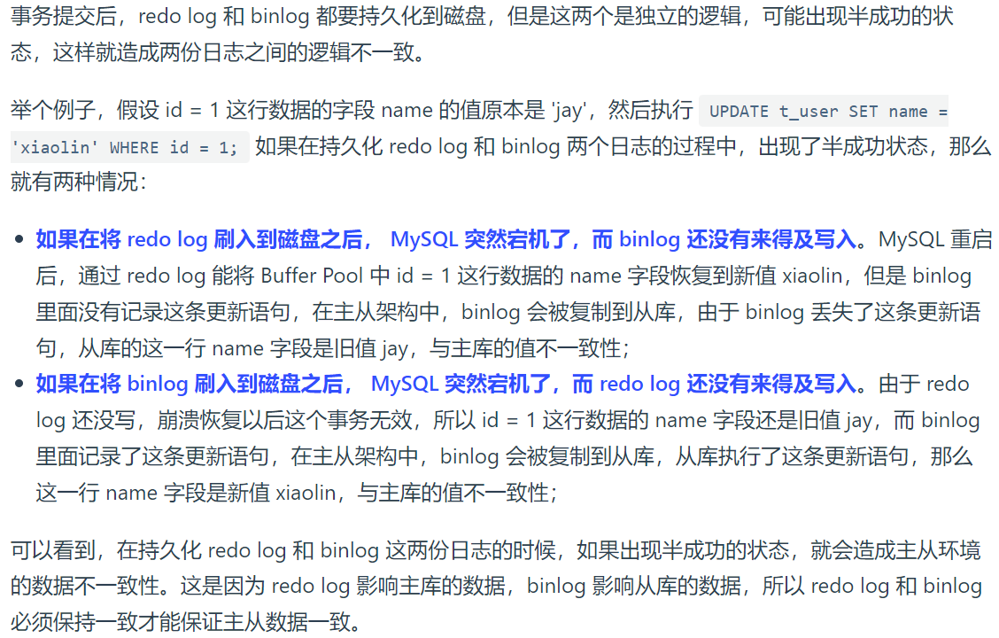 事务提交后，redo log 和 binlog 都要持久化到磁盘，但是这两个是独立的逻辑，可能出现半成功的状
态，这样就造成两份日志之间的逻辑不一致。
举个例子，假设 id = 1 这行数据的字段 name 的值原本是 'jay'，然后执行 UPDATE t_user SET name =
'xiaolin' WHERE id = 1; 如果在持久化 redo log 和 binlog 两个日志的过程中，出现了半成功状态，那么
就有两种情况：
• 如果在将 redo log 刷入到磁盘之后， MySQL 突然宕机了，而 binlog 还没有来得及写入。MySQL 重启
后，通过 redo log 能将 Buffer Pool 中 id = 1 这行数据的 name 字段恢复到新值 xiaolin，但是 binlog
里面没有记录这条更新语句，在主从架构中，binlog 会被复制到从库，由于 binlog 丢失了这条更新语
句，从库的这一行 name 字段是旧值 jay，与主库的值不一致性；
• 如果在将 binlog 刷入到磁盘之后， MySQL 突然宕机了，而 redo log 还没有来得及写入。由于 redo
log 还没写，崩溃恢复以后这个事务无效，所以 id = 1 这行数据的 name 字段还是旧值 jay，而 binlog
里面记录了这条更新语句，在主从架构中，binlog 会被复制到从库，从库执行了这条更新语句，那么
这一行 name 字段是新值 xiaolin，与主库的值不一致性；
可以看到，在持久化 redo log 和 binlog 这两份日志的时候，如果出现半成功的状态，就会造成主从环境
的数据不一致性。这是因为 redo log 影响主库的数据，binlog 影响从库的数据，所以 redo log 和 binlog
必须保持一致才能保证主从数据一致。